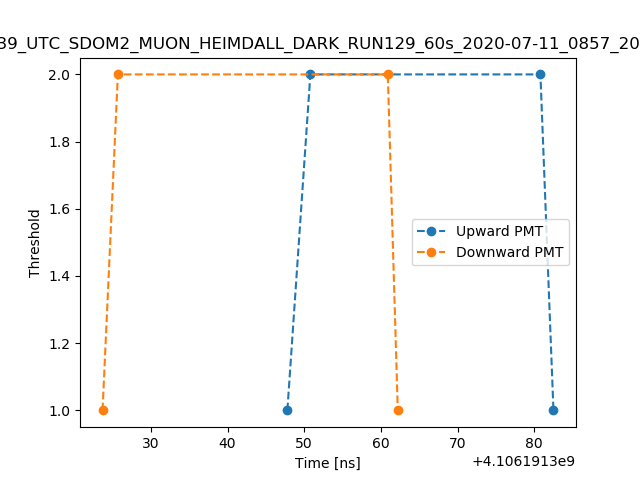 39_UTC_SDOM2_MUON_HEIMDALL_DARK_RUN129_60s_2020-07-11_0857_20
2.0
1.8
1.6
1.4
1.2
1.0
Threshold
Upward PMT
Downward PMT
30 40 50 60 70 80
Time [ns]
+4.1061913e9